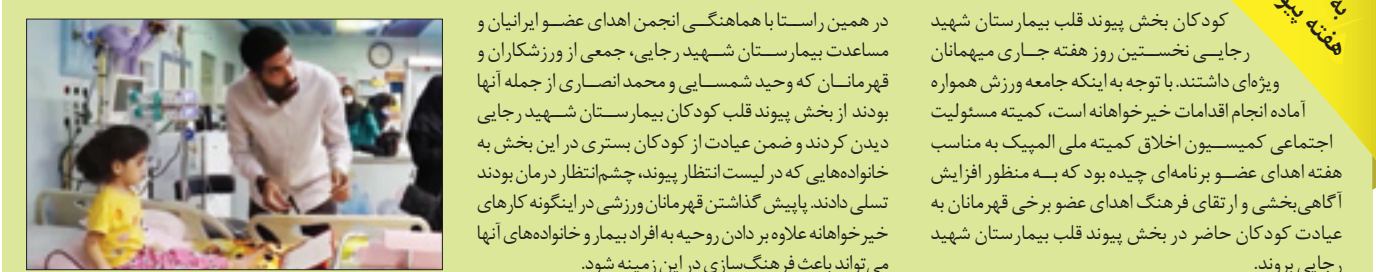 به
هفته پیو
کودکان بخش پیوند قلب بیمارستان شهید
رجایی نخستین روز هفته جاری میهمانان
ویژه‌ای داشتند. با توجه به اینکه جامعه ورزش همواره
آماده انجام اقدامات خیرخواهانه است، کمیته مسئولیت
اجتماعی کمیسیون اخلاق کمیته ملی المپیک به مناسب
هفته اهدای عضو برنامه‌ای چیده بود که به منظور افزایش
آگاهی‌بخشی و ارتقای فرهنگ اهدای عضو برخی قهرمانان به
عیادت کودکان حاضر در بخش پیوند قلب بیمارستان شهید
رجایی بروند.
در همین راستا با هماهنگی انجمن اهدای عضو ایرانیان و
مساعدت بیمارستان شهید رجایی، جمعی از ورزشکاران و
قهرمانان که وحید شمسایی و محمد انصاری از جمله آنها
بودند از بخش پیوند قلب کودکان بیمارستان شهید رجایی
دیدن کردند و ضمن عیادت از کودکان بستری در این بخش به
خانواده‌هایی که در لیست انتظار پیوند، چشم‌انتظار درمان بودند
تسلی دادند. پاپیش گذاشتن قهرمانان ورزشی در اینگونه کارهای
خیرخواهانه علاوه بر دادن روحیه به افراد بیمار و خانواده‌های آنها
می‌تواند باعث فرهنگ‌سازی در این زمینه شود.